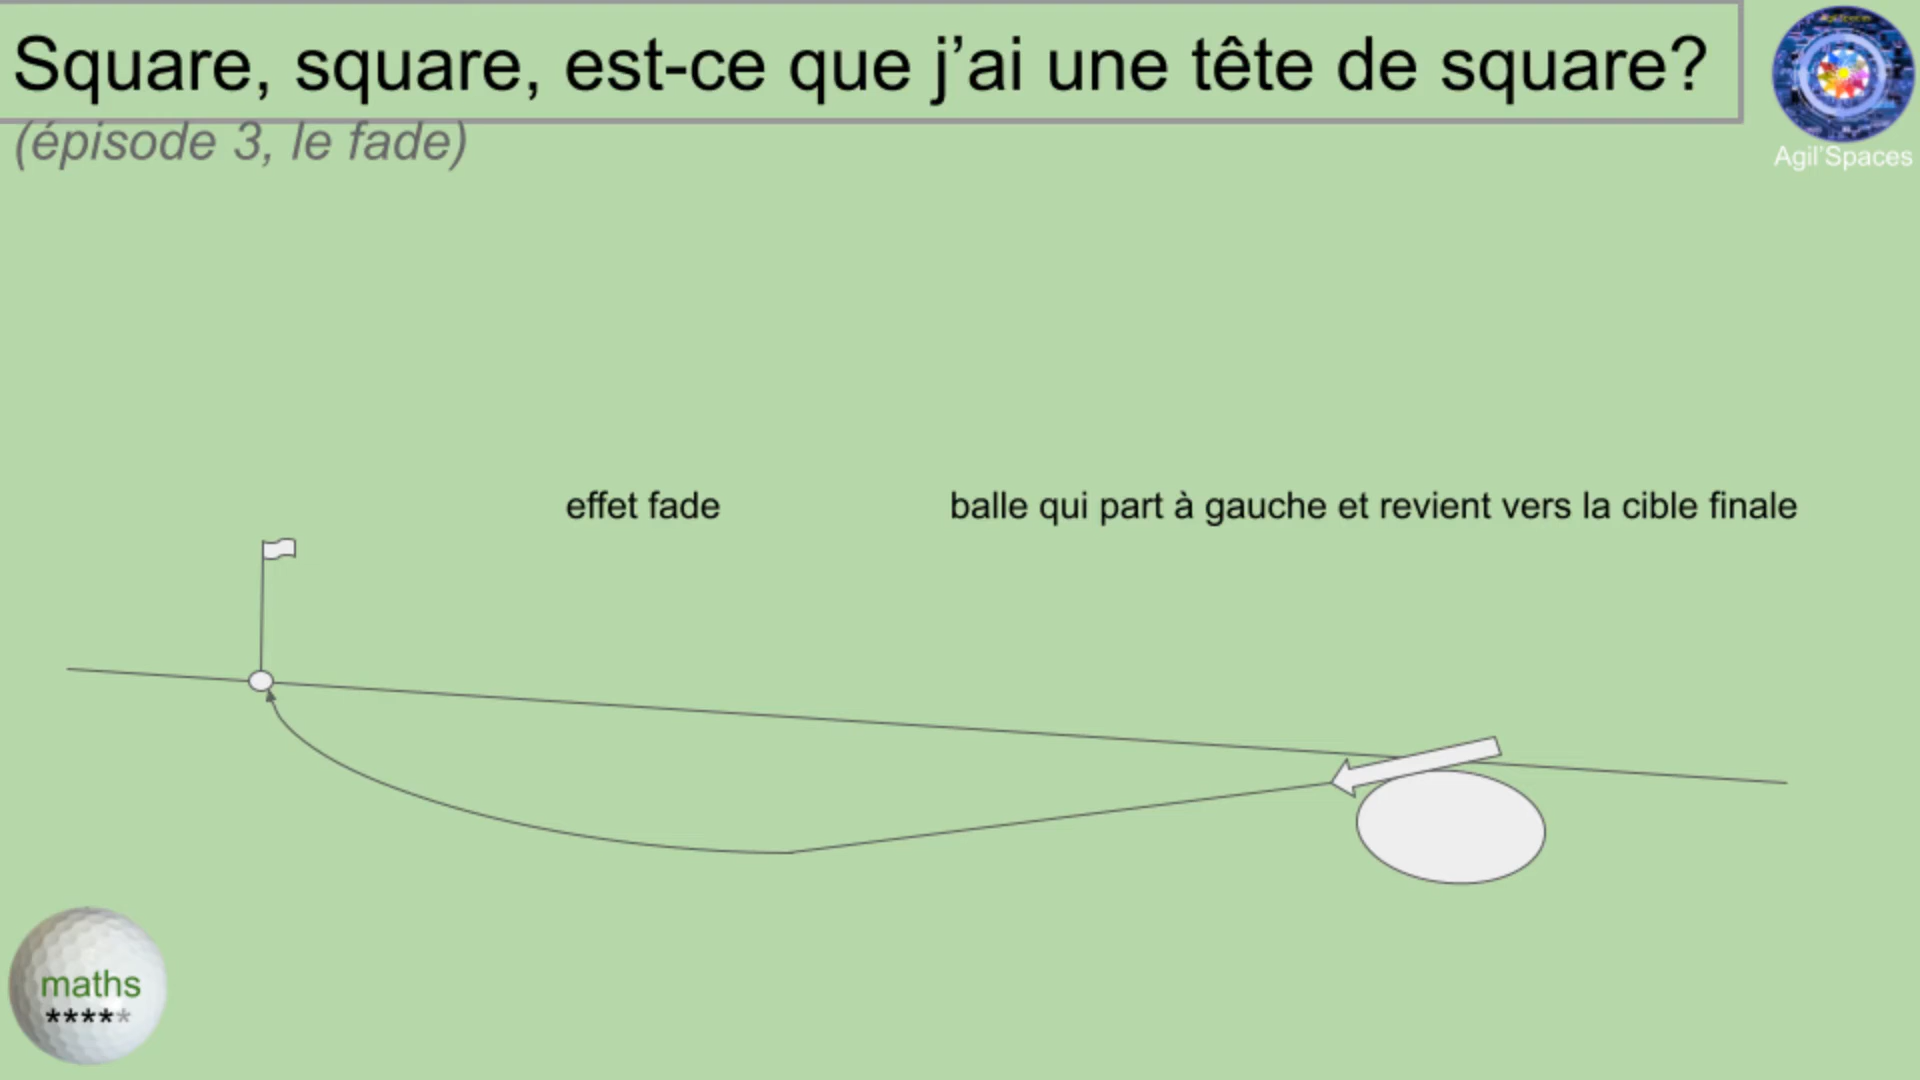 Square, square, est-ce que j’ai une tête de square?
(épisode 3, le fade)
Agil’Spaces
effet fade
balle qui part à gauche et revient vers la cible finale
maths
*****